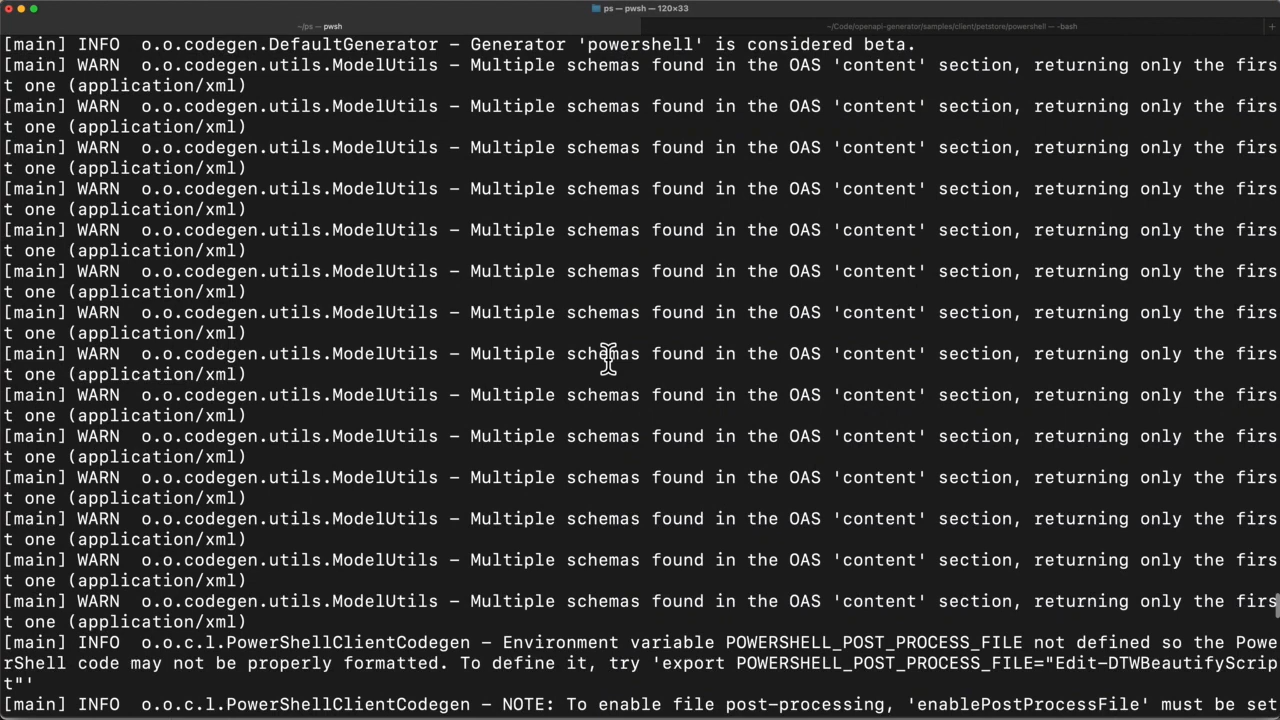 ps — pwsh — 120×33
~/ps — pwsh
~/Code/openapi-generator/samples/client/petstore/powershell — -bash
+
[main] INFO  o.o.codegen.DefaultGenerator – Generator 'powershell' is considered beta.
[main] WARN  o.o.codegen.utils.ModelUtils – Multiple schemas found in the OAS 'content' section, returning only the firs
t one (application/xml)
[main] WARN  o.o.codegen.utils.ModelUtils – Multiple schemas found in the OAS 'content' section, returning only the firs
t one (application/xml)
[main] WARN  o.o.codegen.utils.ModelUtils – Multiple schemas found in the OAS 'content' section, returning only the firs
t one (application/xml)
[main] WARN  o.o.codegen.utils.ModelUtils – Multiple schemas found in the OAS 'content' section, returning only the firs
t one (application/xml)
[main] WARN  o.o.codegen.utils.ModelUtils – Multiple schemas found in the OAS 'content' section, returning only the firs
t one (application/xml)
[main] WARN  o.o.codegen.utils.ModelUtils – Multiple schemas found in the OAS 'content' section, returning only the firs
t one (application/xml)
[main] WARN  o.o.codegen.utils.ModelUtils – Multiple schemas found in the OAS 'content' section, returning only the firs
t one (application/xml)
[main] WARN  o.o.codegen.utils.ModelUtils – Multiple schemas found in the OAS 'content' section, returning only the firs
t one (application/xml)
[main] WARN  o.o.codegen.utils.ModelUtils – Multiple schemas found in the OAS 'content' section, returning only the firs
t one (application/xml)
[main] WARN  o.o.codegen.utils.ModelUtils – Multiple schemas found in the OAS 'content' section, returning only the firs
t one (application/xml)
[main] WARN  o.o.codegen.utils.ModelUtils – Multiple schemas found in the OAS 'content' section, returning only the firs
t one (application/xml)
[main] WARN  o.o.codegen.utils.ModelUtils – Multiple schemas found in the OAS 'content' section, returning only the firs
t one (application/xml)
[main] WARN  o.o.codegen.utils.ModelUtils – Multiple schemas found in the OAS 'content' section, returning only the firs
t one (application/xml)
[main] WARN  o.o.codegen.utils.ModelUtils – Multiple schemas found in the OAS 'content' section, returning only the firs
t one (application/xml)
[main] INFO  o.o.c.l.PowerShellClientCodegen – Environment variable POWERSHELL_POST_PROCESS_FILE not defined so the Powe
rShell code may not be properly formatted. To define it, try 'export POWERSHELL_POST_PROCESS_FILE="Edit-DTWBeautifyScrip
t"'
[main] INFO  o.o.c.l.PowerShellClientCodegen – NOTE: To enable file post-processing, 'enablePostProcessFile' must be set